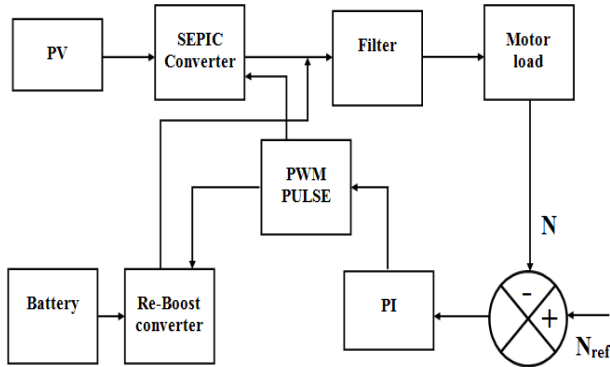 PV
SEPIC
Converter
Filter
Motor
load
PWM
PULSE
N
Battery
Re-Boost
converter
PI
-
+
Nref